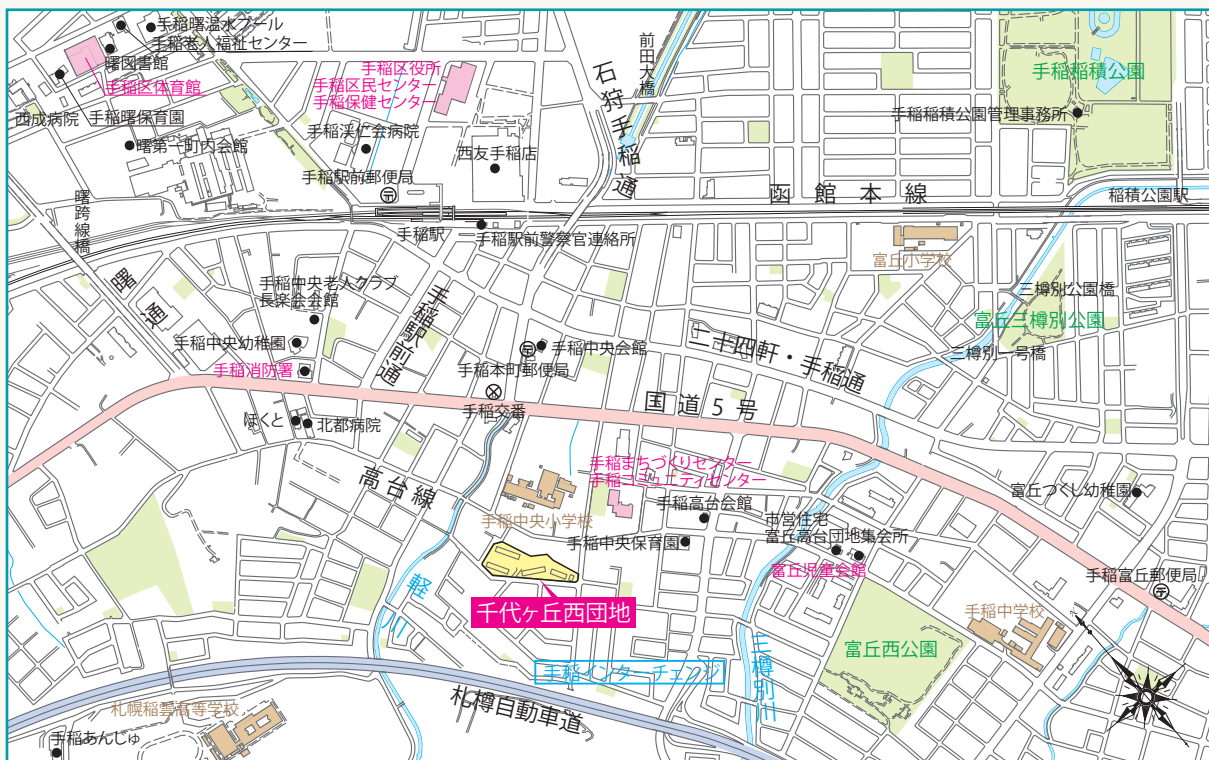 手稲曙温水プール
手稲老人福祉センター
曙図書館
手稲区体育館
西成病院
手稲曙保育園
曙第一町内会館
手稲区役所
手稲区民センター
手稲保健センター
手稲渓仁会病院
手稲駅前郵便局
西友手稲店
石狩手稲通
前田大橋
手稲稲積公園
手稲稲積公園管理事務所
函館本線
稲積公園駅
曙跨線橋
手稲駅
手稲駅前警察官連絡所
富丘小学校
曙通
手稲中央老人クラブ
長楽会会館
手稲駅前通
三樽別公園橋
富丘三樽別公園
手稲中央幼稚園
手稲中央会館
二十四軒・手稲通
三樽別一号橋
手稲消防署
手稲本町郵便局
国道5号
手稲交番
ほくと
北都病院
手稲まちづくりセンター
手稲コミュニティセンター
高台線
富丘つくし幼稚園
手稲高台会館
手稲中央小学校
市営住宅
富丘高台団地集会所
手稲中央保育園
富丘児童会館
手稲富丘郵便局
軽川
千代ヶ丘西団地
手稲中学校
富丘西公園
手稲インターチェンジ
三樽別川
札樽自動車道
札幌稲雲高等学校
手稲あんじゅ